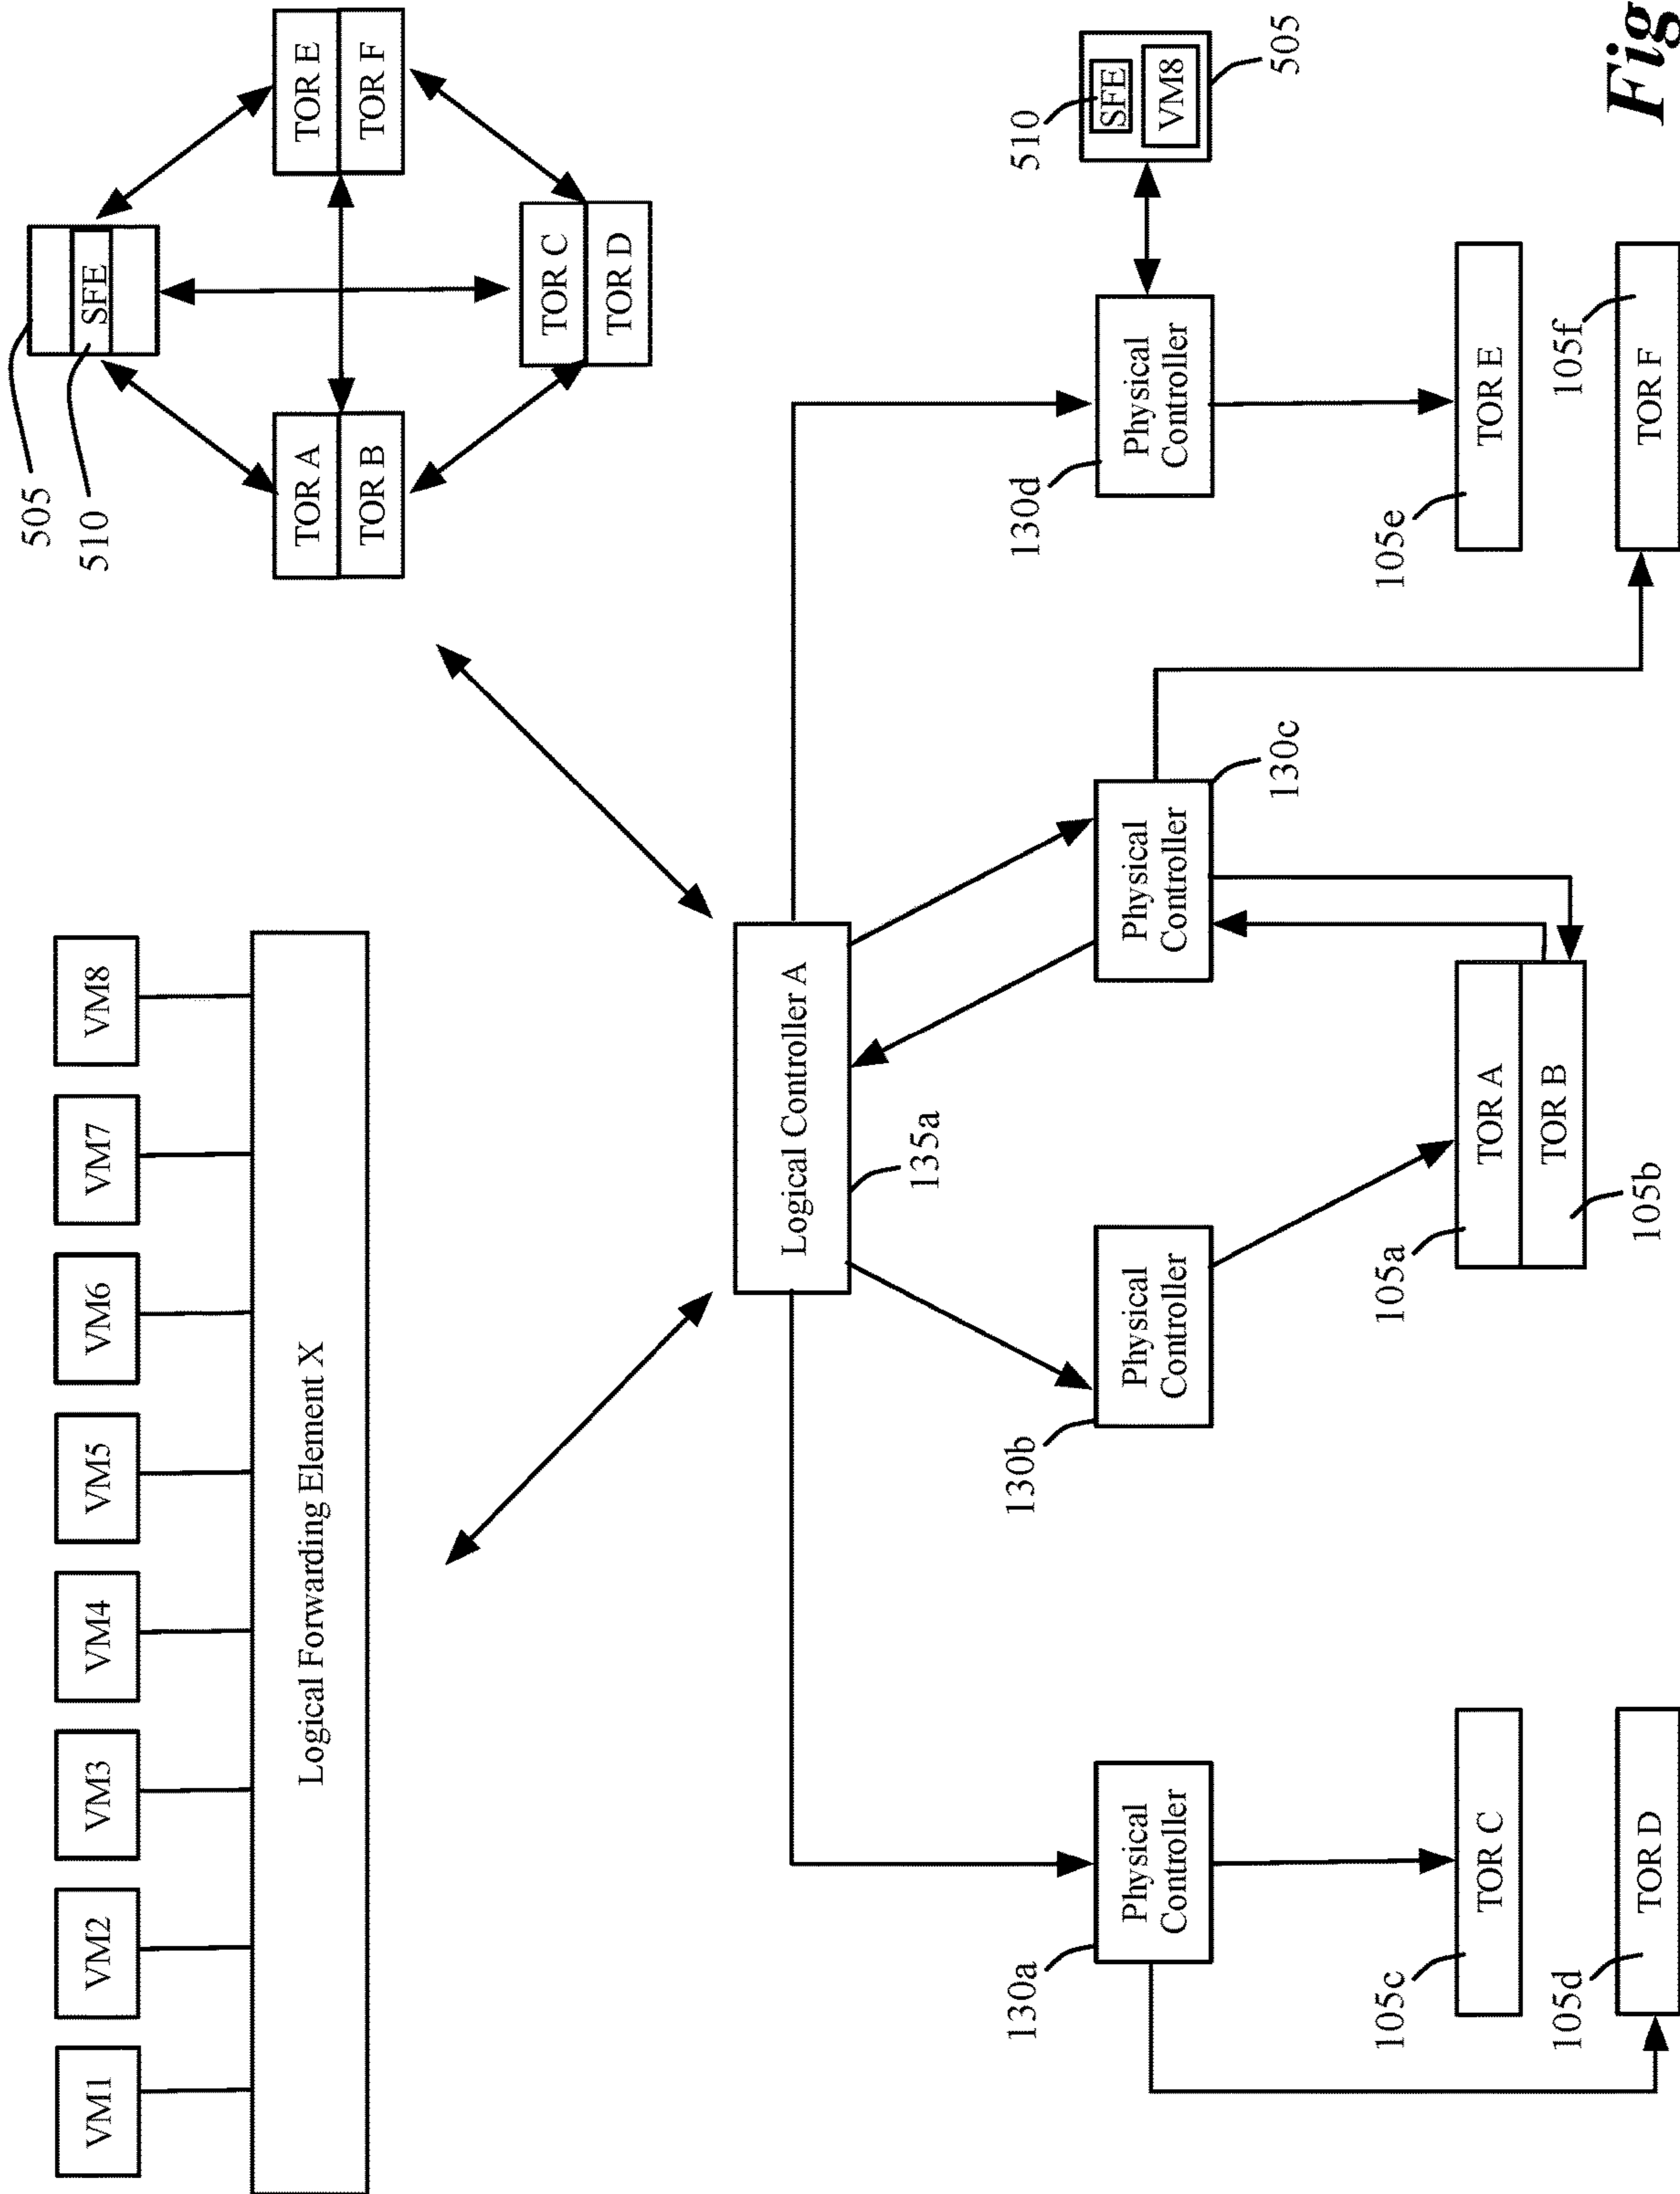 VM1
VM2
VM3
VM4
VM5
VM6
VM7
VM8
Logical Forwarding Element X
505
510
SFE
TOR A
TOR B
TOR E
TOR F
TOR C
TOR D
Logical Controller A
135a
130a
Physical
Controller
130b
Physical
Controller
Physical
Controller
130c
130d
Physical
Controller
510
SFE
VM8
505
105c
TOR C
105d
TOR D
105a
TOR A
TOR B
105b
105e
TOR E
TOR F
105f
Fig